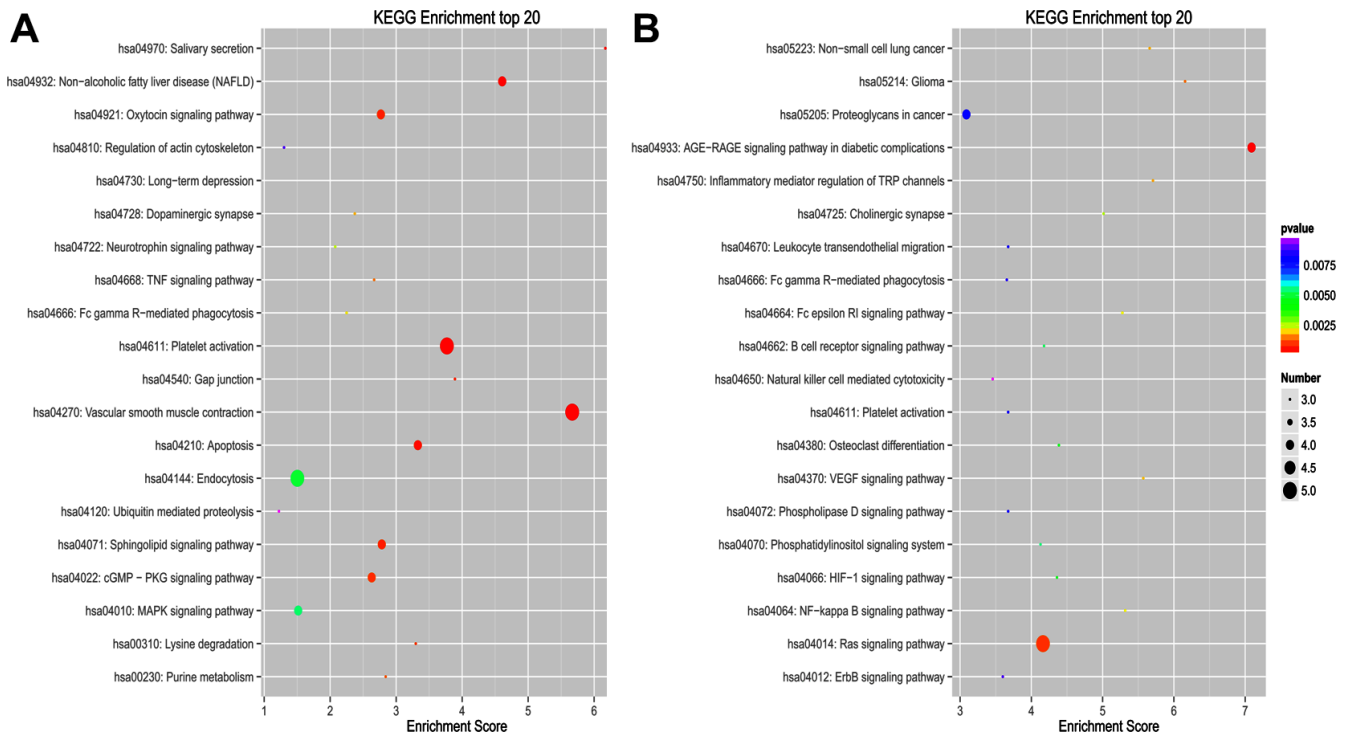 A
KEGG Enrichment top 20
hsa04970: Salivary secretion
hsa04932: Non-alcoholic fatty liver disease (NAFLD)
hsa04921: Oxytocin signaling pathway
hsa04810: Regulation of actin cytoskeleton
hsa04730: Long-term depression
hsa04728: Dopaminergic synapse
hsa04722: Neurotrophin signaling pathway
hsa04668: TNF signaling pathway
hsa04666: Fc gamma R-mediated phagocytosis
hsa04611: Platelet activation
hsa04540: Gap junction
hsa04270: Vascular smooth muscle contraction
hsa04210: Apoptosis
hsa04144: Endocytosis
hsa04120: Ubiquitin mediated proteolysis
hsa04071: Sphingolipid signaling pathway
hsa04022: cGMP - PKG signaling pathway
hsa04010: MAPK signaling pathway
hsa00310: Lysine degradation
hsa00230: Purine metabolism
1 2 3 4 5 6
Enrichment Score
B
KEGG Enrichment top 20
hsa05223: Non-small cell lung cancer
hsa05214: Glioma
hsa05205: Proteoglycans in cancer
hsa04933: AGE-RAGE signaling pathway in diabetic complications
hsa04750: Inflammatory mediator regulation of TRP channels
hsa04725: Cholinergic synapse
hsa04670: Leukocyte transendothelial migration
hsa04666: Fc gamma R-mediated phagocytosis
hsa04664: Fc epsilon RI signaling pathway
hsa04662: B cell receptor signaling pathway
hsa04650: Natural killer cell mediated cytotoxicity
hsa04611: Platelet activation
hsa04380: Osteoclast differentiation
hsa04370: VEGF signaling pathway
hsa04072: Phospholipase D signaling pathway
hsa04070: Phosphatidylinositol signaling system
hsa04066: HIF-1 signaling pathway
hsa04064: NF-kappa B signaling pathway
hsa04014: Ras signaling pathway
hsa04012: ErbB signaling pathway
3 4 5 6 7
Enrichment Score
pvalue
0.0075
0.0050
0.0025
Number
3.0
3.5
4.0
4.5
5.0